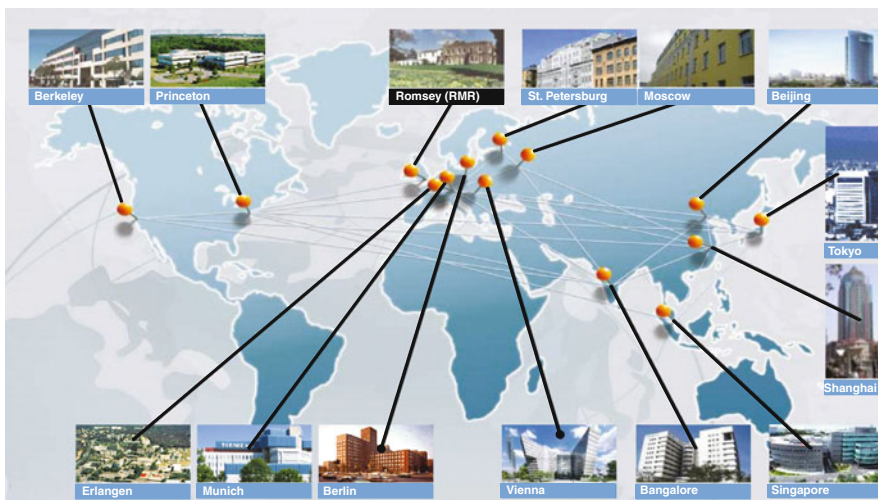 Berkeley
Princeton
Romsey (RMR)
St. Petersburg
Moscow
Beijing
Tokyo
Shanghai
Erlangen
Munich
Berlin
Vienna
Bangalore
Singapore